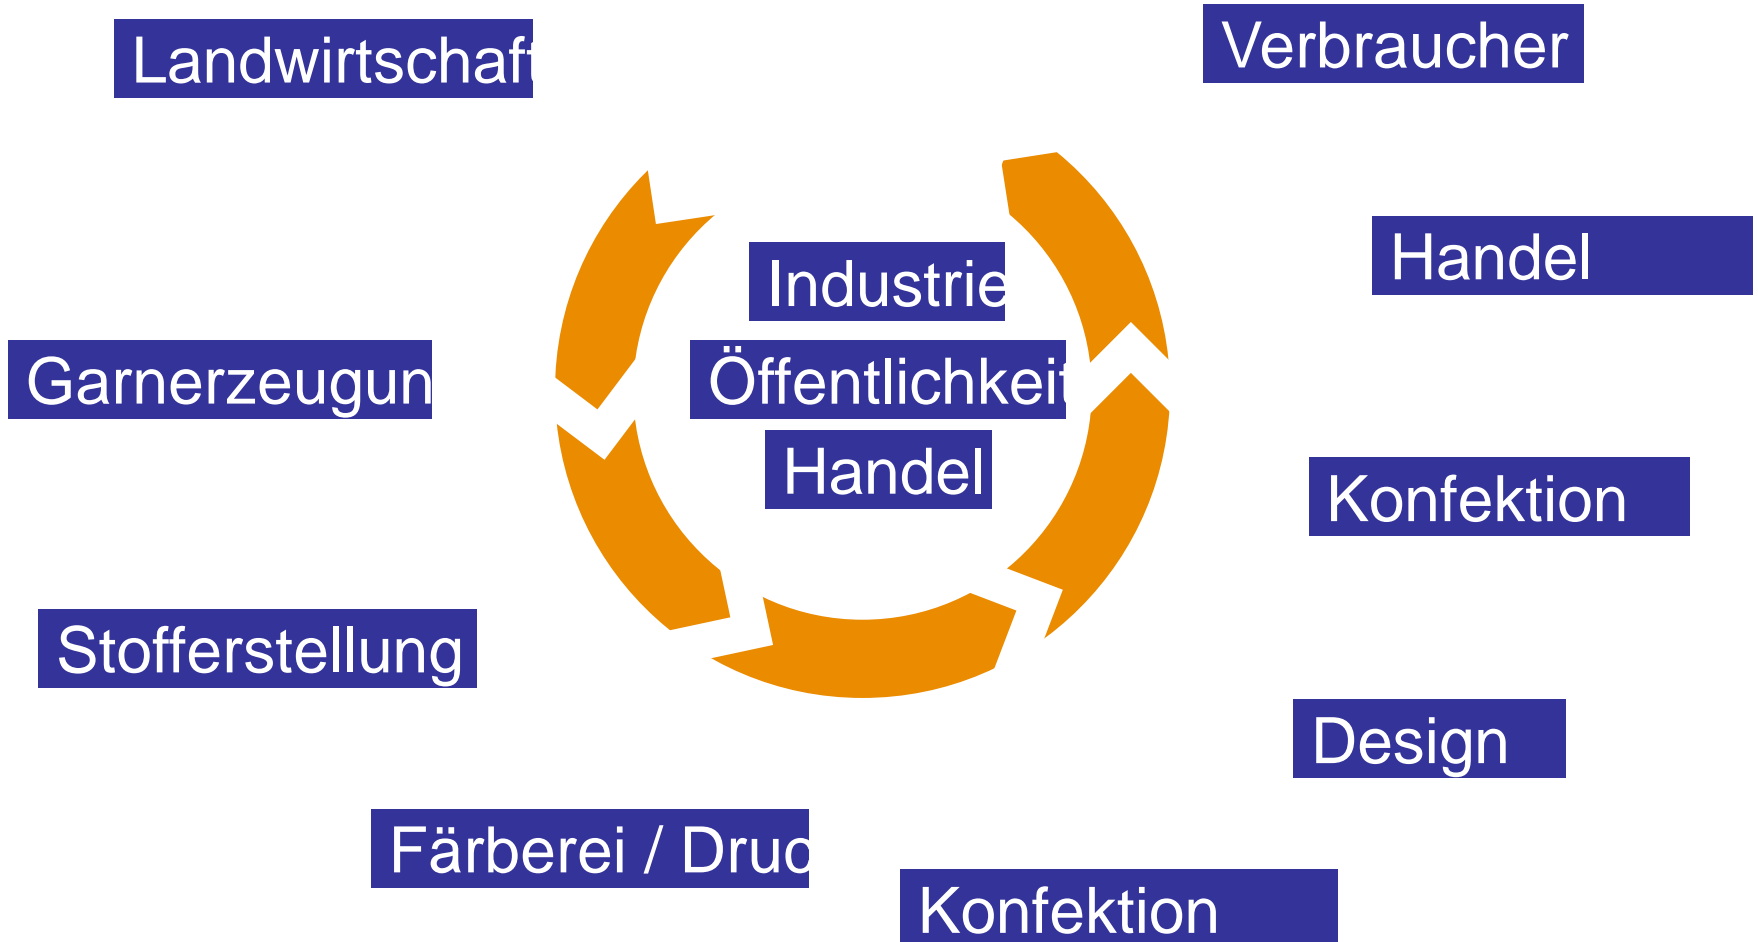 Landwirtschaft
Verbraucher
Handel
Industrie
Garnerzeugun
Öffentlichkeit
Handel
Konfektion
Stofferstellung
Design
Färberei / Druc
Konfektion